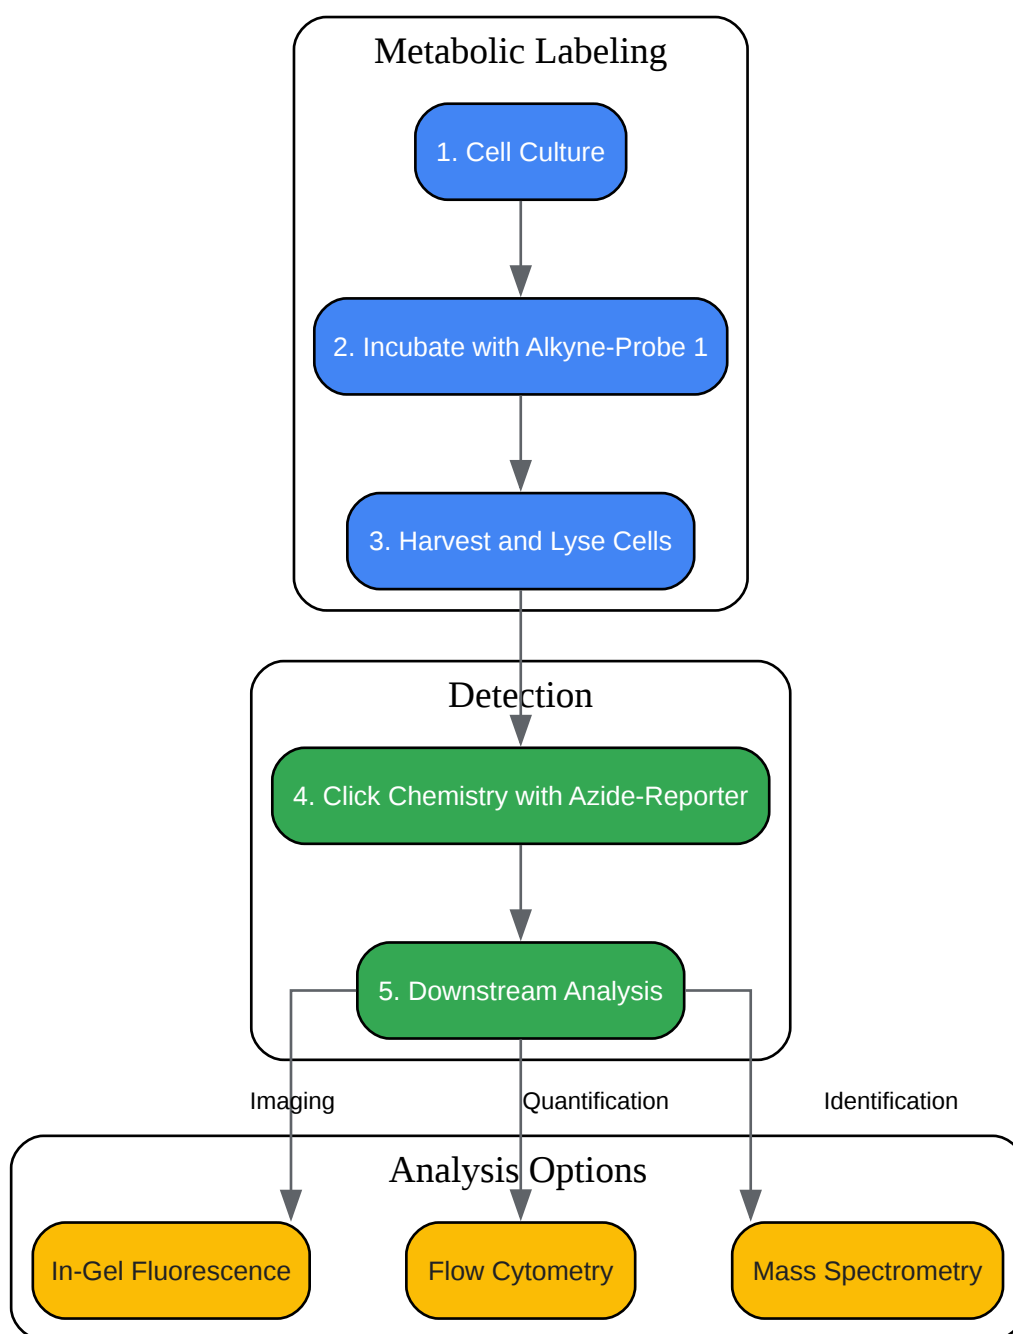 Metabolic Labeling
1. Cell Culture
2. Incubate with Alkyne-Probe 1
3. Harvest and Lyse Cells
Detection
4. Click Chemistry with Azide-Reporter
5. Downstream Analysis
Imaging
Quantification
Identification
Analysis Options
In-Gel Fluorescence
Flow Cytometry
Mass Spectrometry